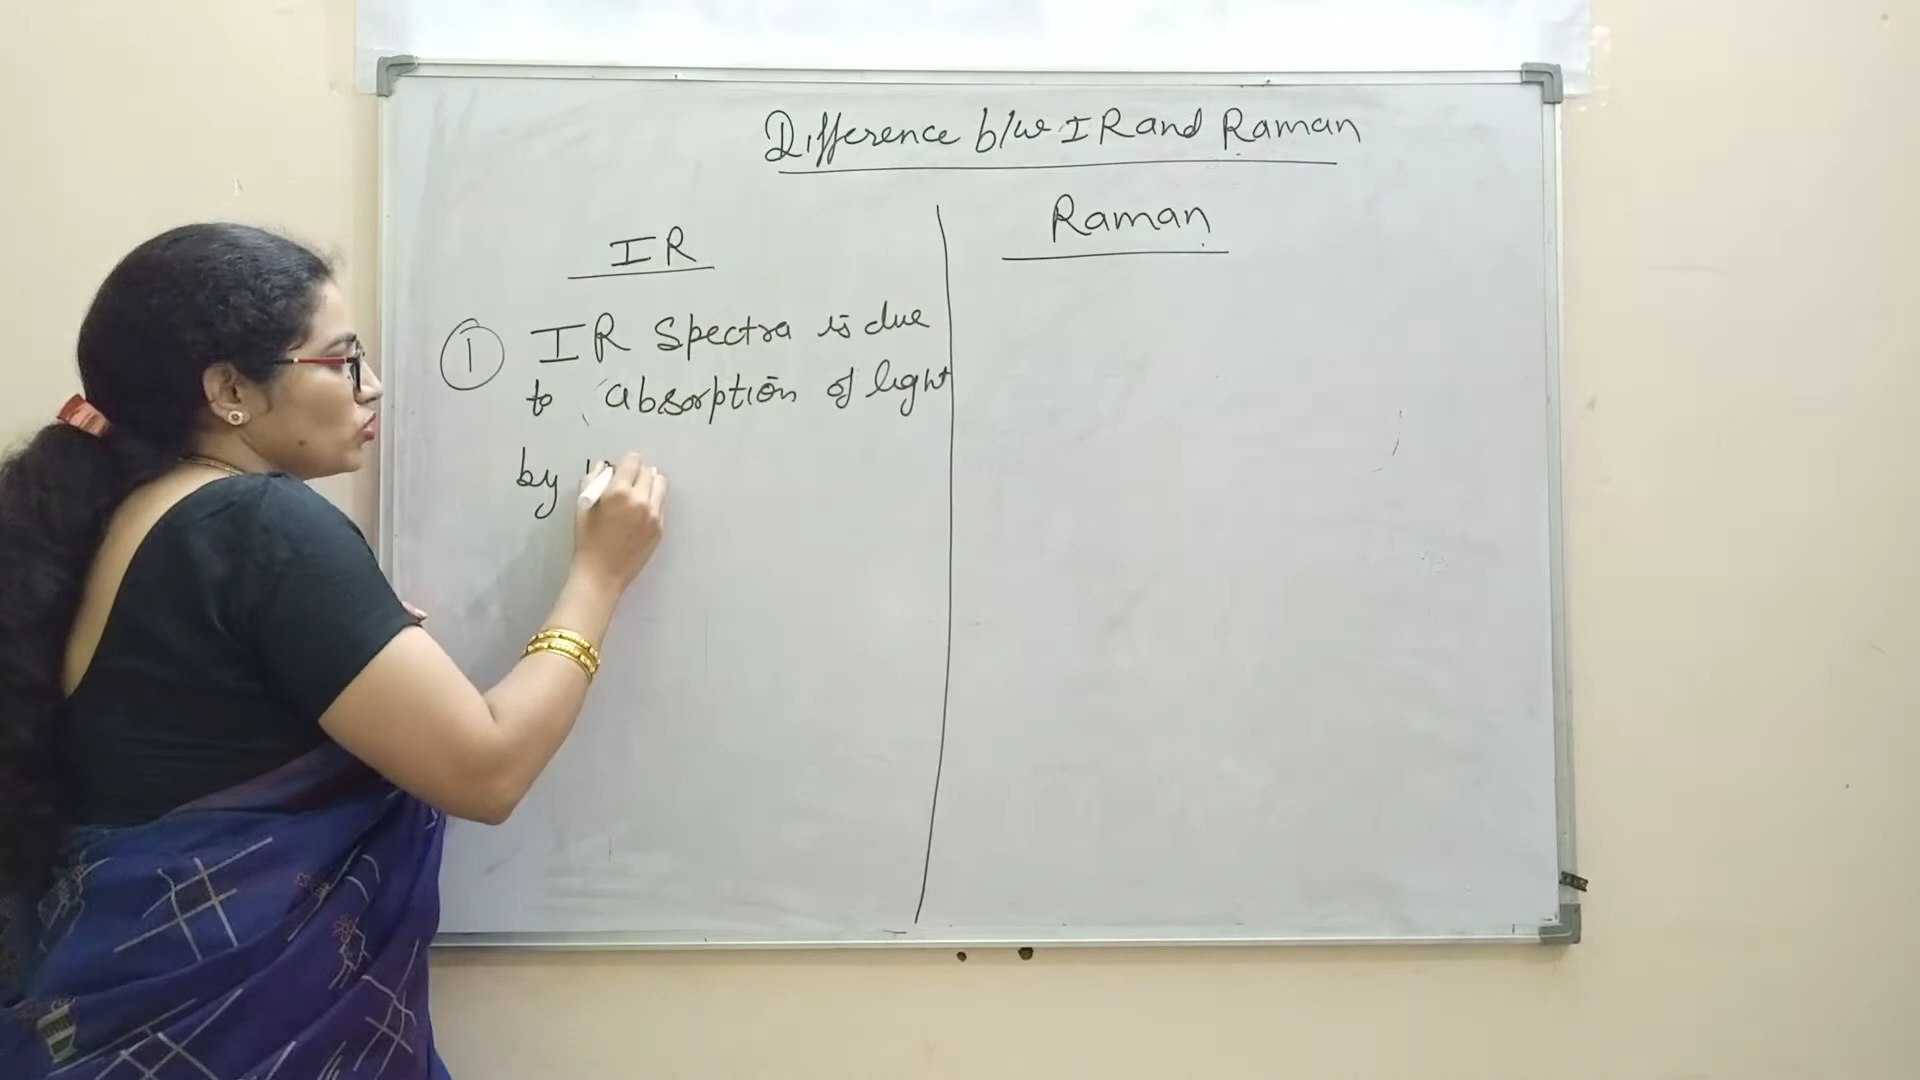 Difference b/w IR and Raman
IR
Raman
① IR Spectra is due
to absorption of light
by